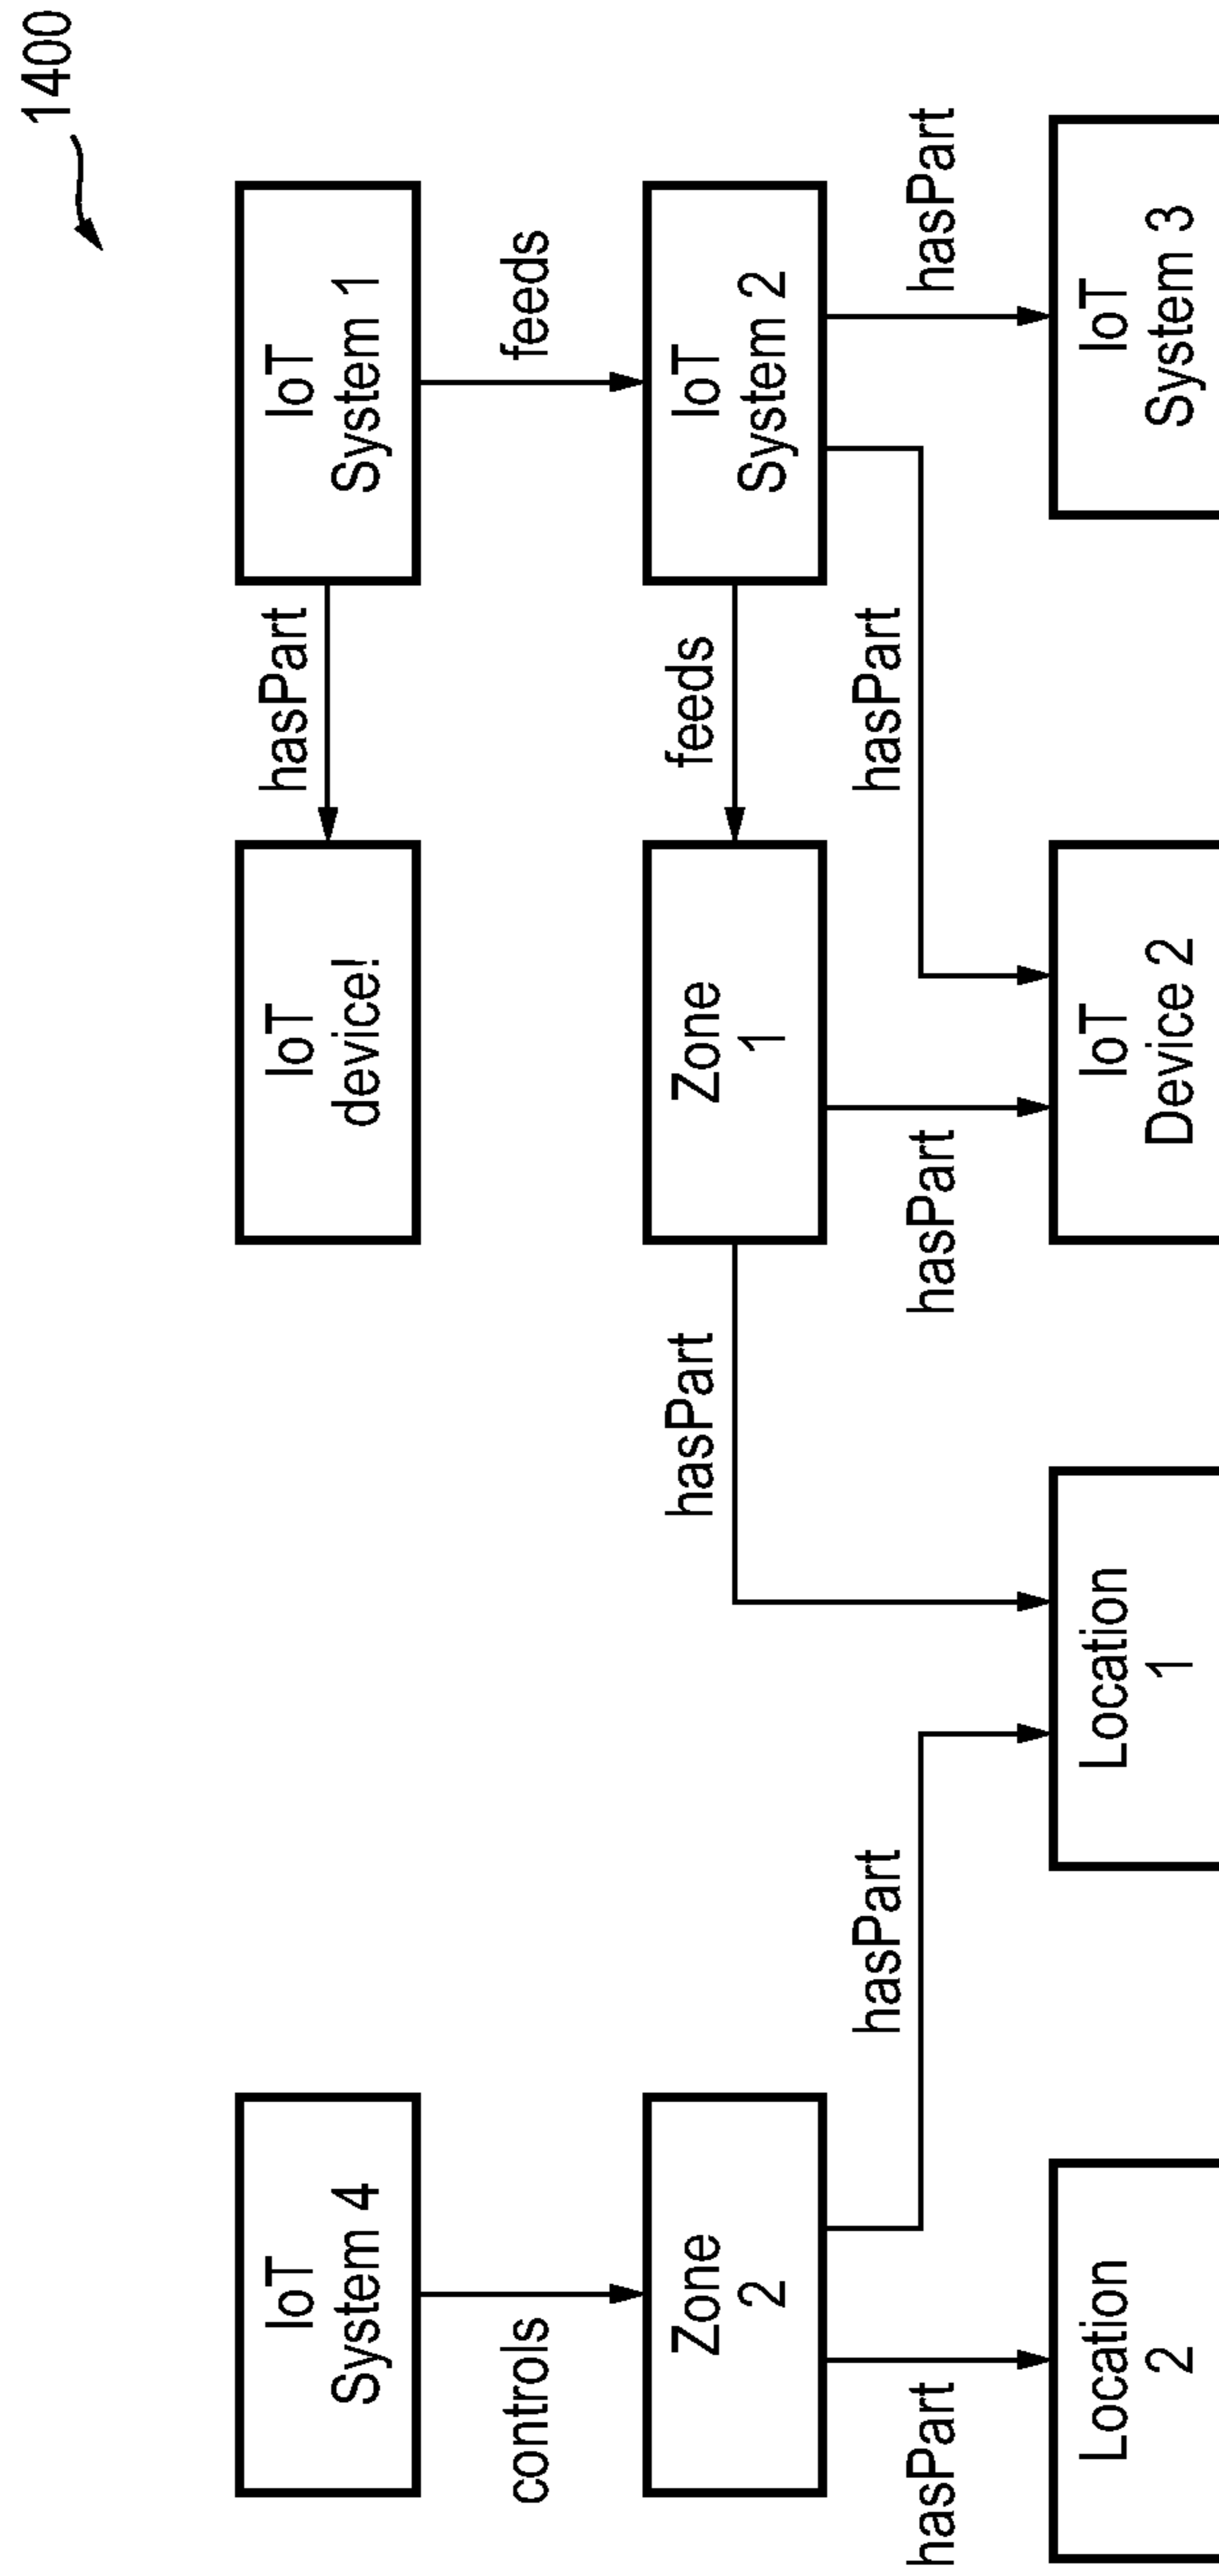 1400
IoT
System 4
IoT
device!
IoT
System 1
hasPart
controls
feeds
Zone
2
Zone
1
IoT
System 2
hasPart
feeds
hasPart
hasPart
hasPart
hasPart
hasPart
Location
2
Location
1
IoT
Device 2
IoT
System 3